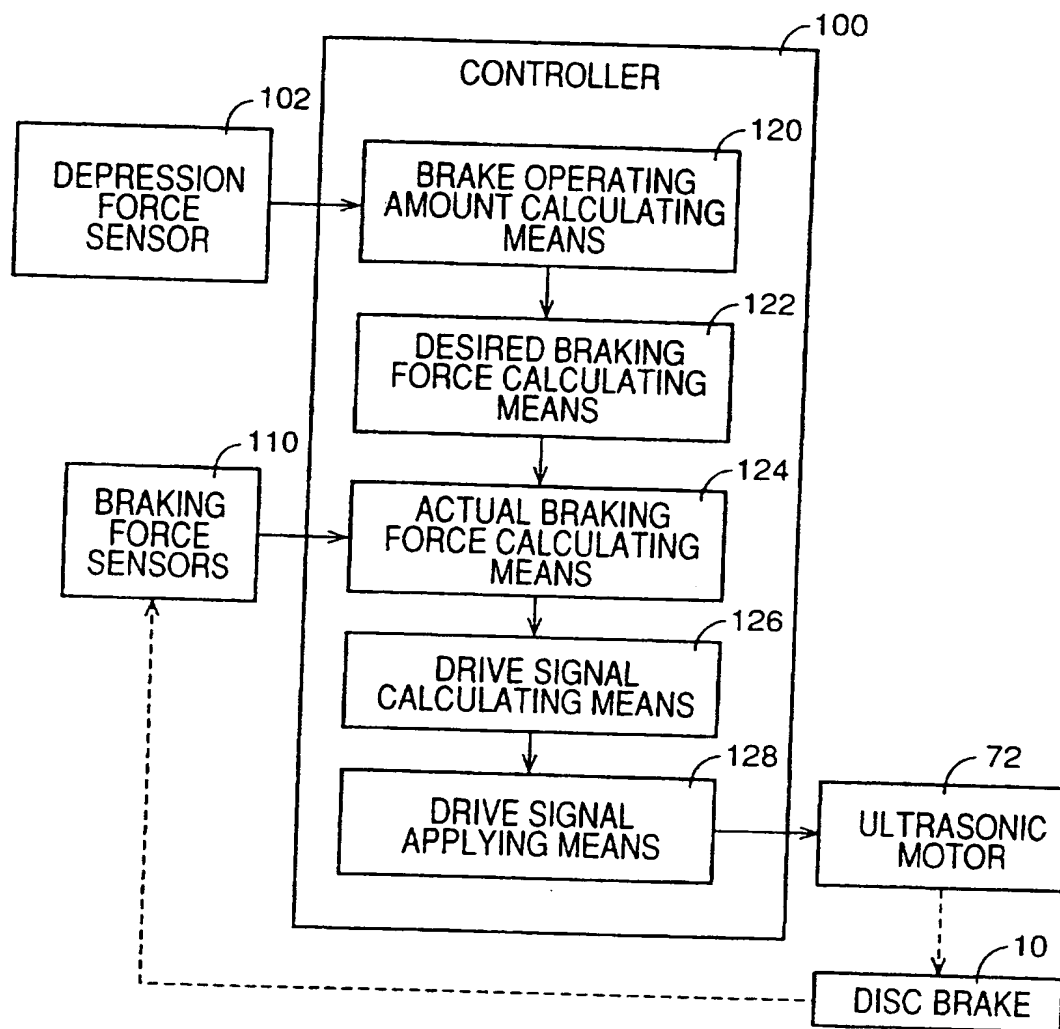 100
CONTROLLER
102
DEPRESSION
FORCE
SENSOR
120
BRAKE OPERATING
AMOUNT CALCULATING
MEANS
122
DESIRED BRAKING
FORCE CALCULATING
MEANS
110
BRAKING
FORCE
SENSORS
124
ACTUAL BRAKING
FORCE CALCULATING
MEANS
126
DRIVE SIGNAL
CALCULATING MEANS
128
DRIVE SIGNAL
APPLYING MEANS
72
ULTRASONIC
MOTOR
10
DISC BRAKE